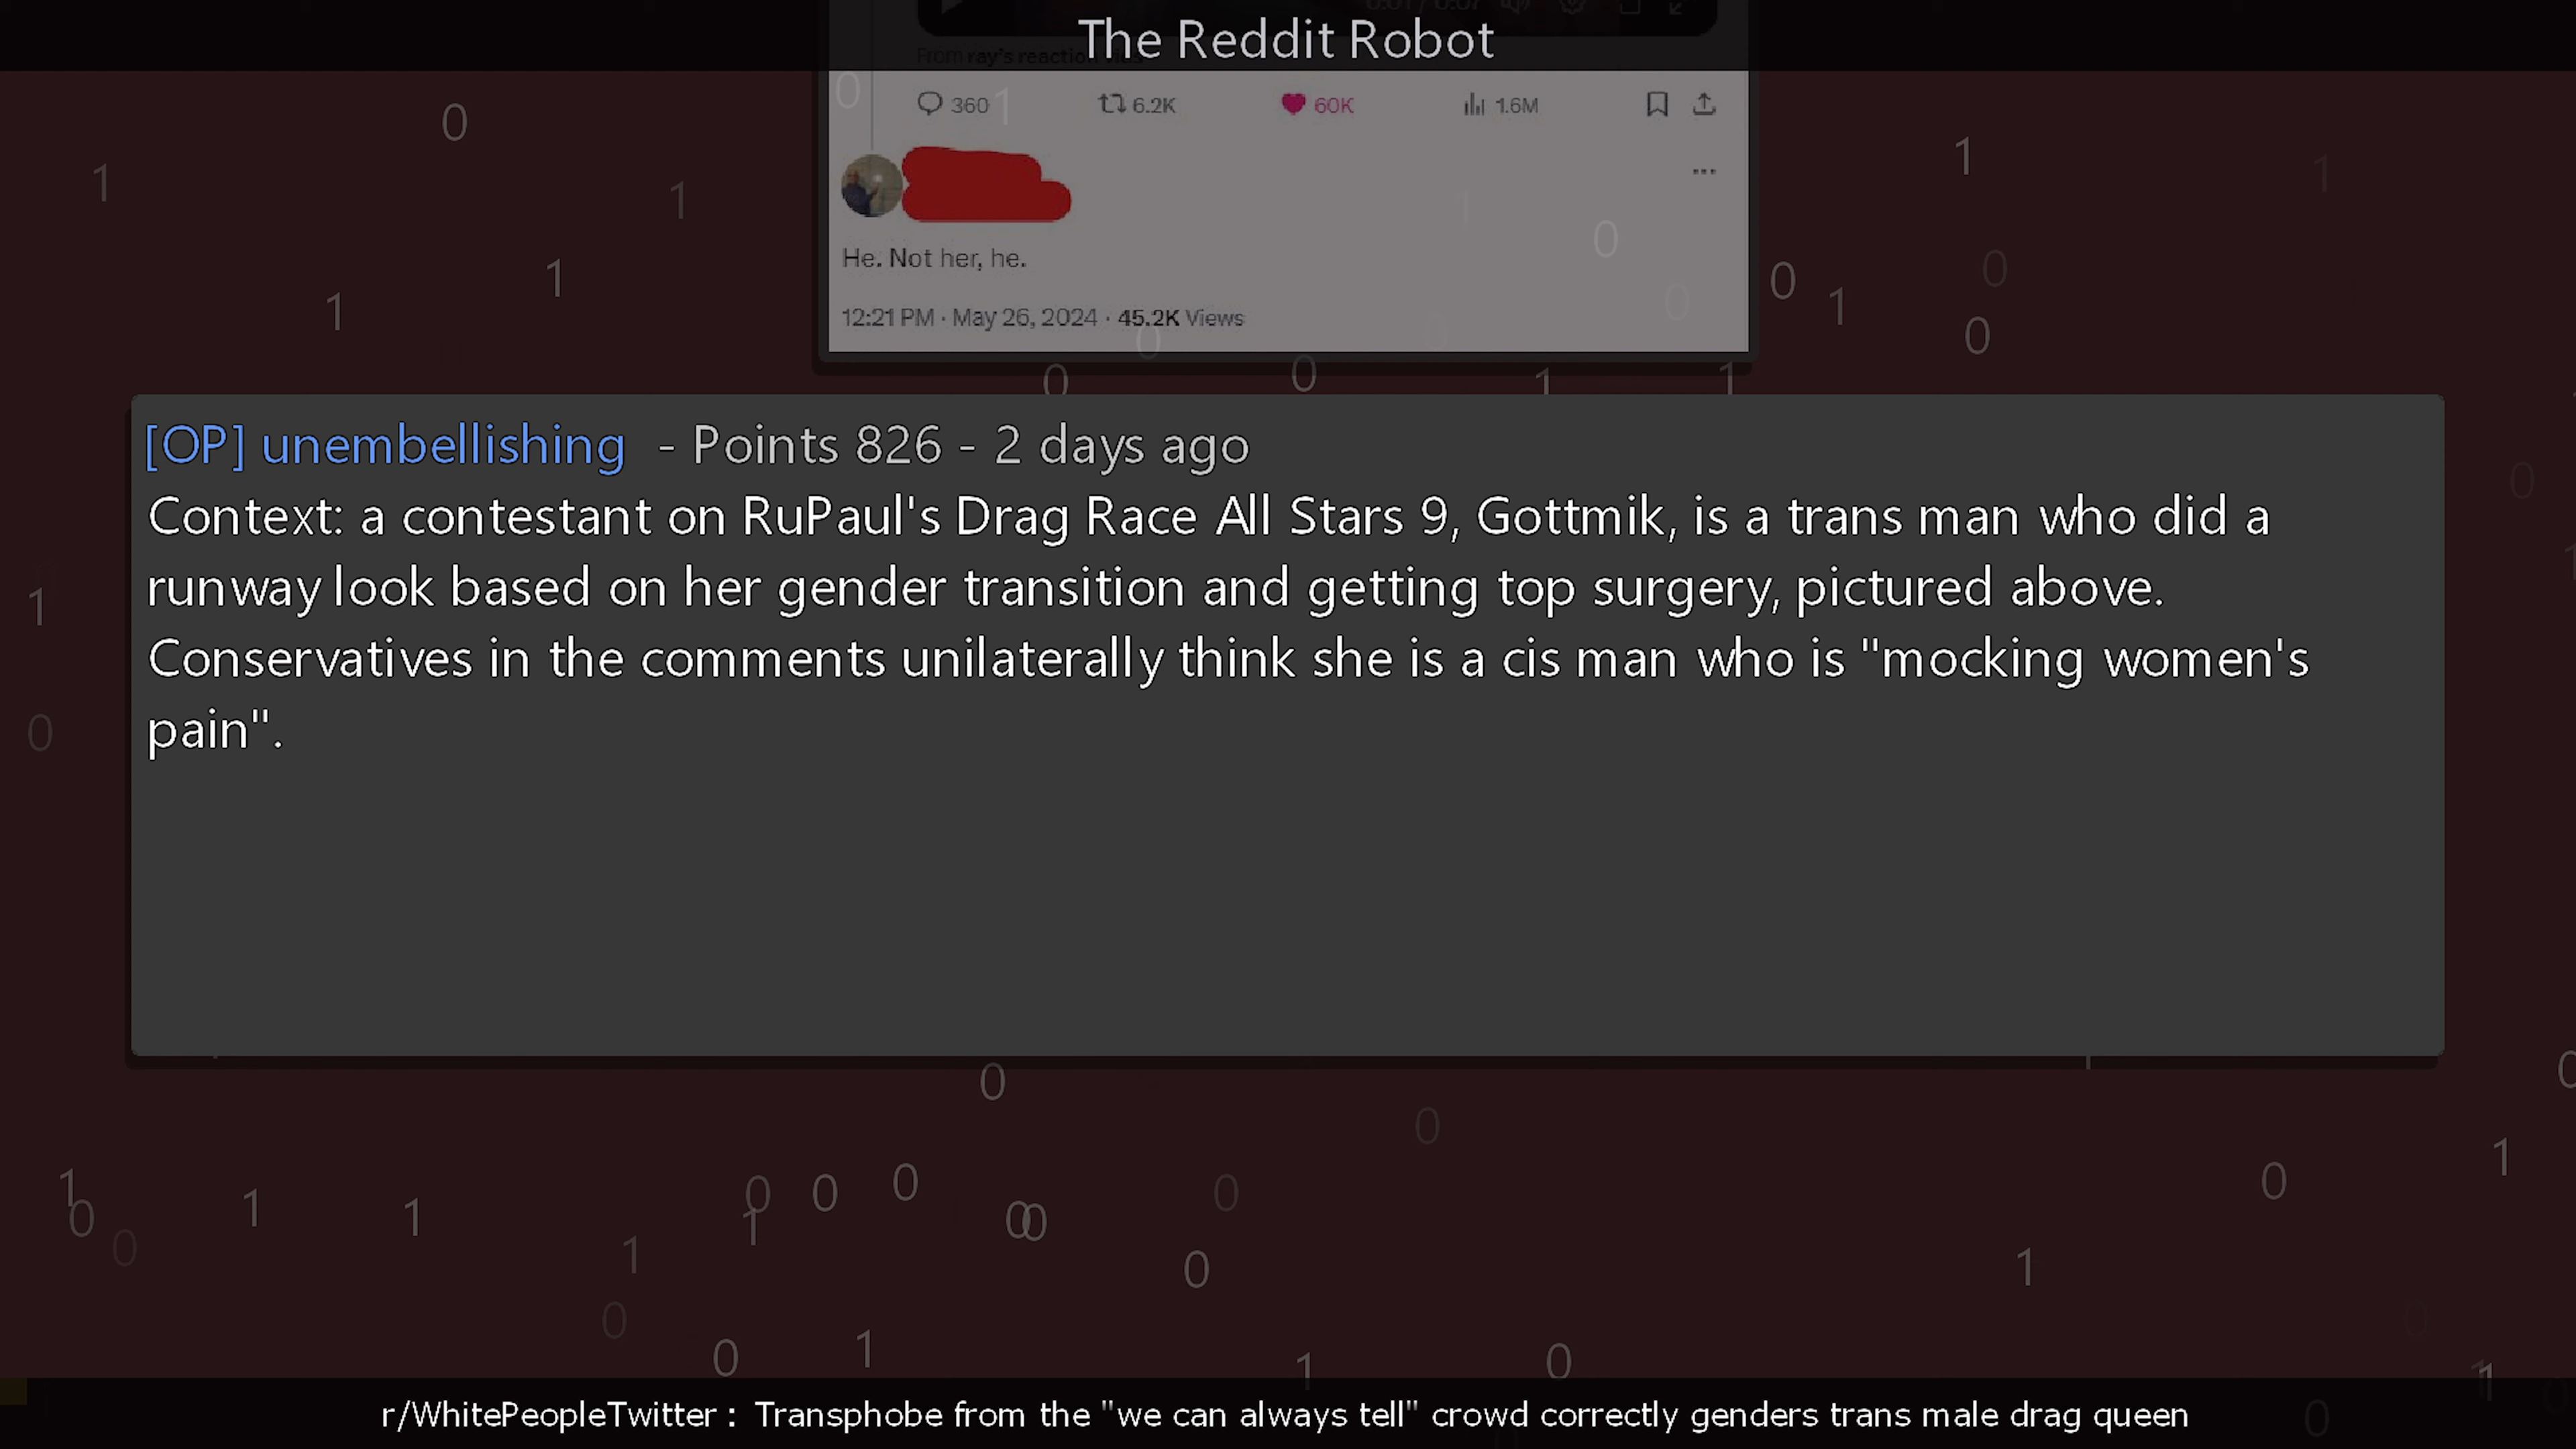 The Reddit Robot
From ray's reaction
360 6.2K 60K 1.6M
He. Not her, he.
12:21 PM · May 26, 2024 · 45.2K Views
[OP] unembellishing - Points 826 - 2 days ago
Context: a contestant on RuPaul's Drag Race All Stars 9, Gottmik, is a trans man who did a
runway look based on her gender transition and getting top surgery, pictured above.
Conservatives in the comments unilaterally think she is a cis man who is "mocking women's
pain".
r/WhitePeopleTwitter : Transphobe from the "we can always tell" crowd correctly genders trans male drag queen